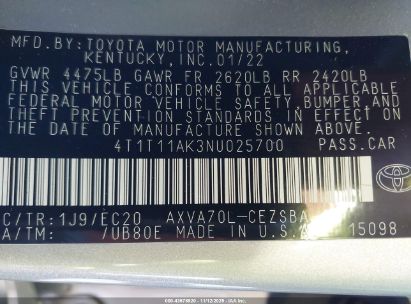 MFD.BY: TOYOTA MOTOR MANUFACTURING,
KENTUCKY, INC. 01/22
GVWR 4475LB GAWR FR 2620LB RR 2420LB
THIS VEHICLE CONFORMS TO ALL APPLICABLE
FEDERAL MOTOR VEHICLE SAFETY, BUMPER, AND
THEFT PREVENTION STANDARDS IN EFFECT ON
THE DATE OF MANUFACTURE SHOWN ABOVE.
4T1T11AK3NU025700 PASS.CAR
C/TR: 1J9/EC20 AXVA70L-CEZSBA
A/TM: /UB80E MADE IN U.S.A. 15098